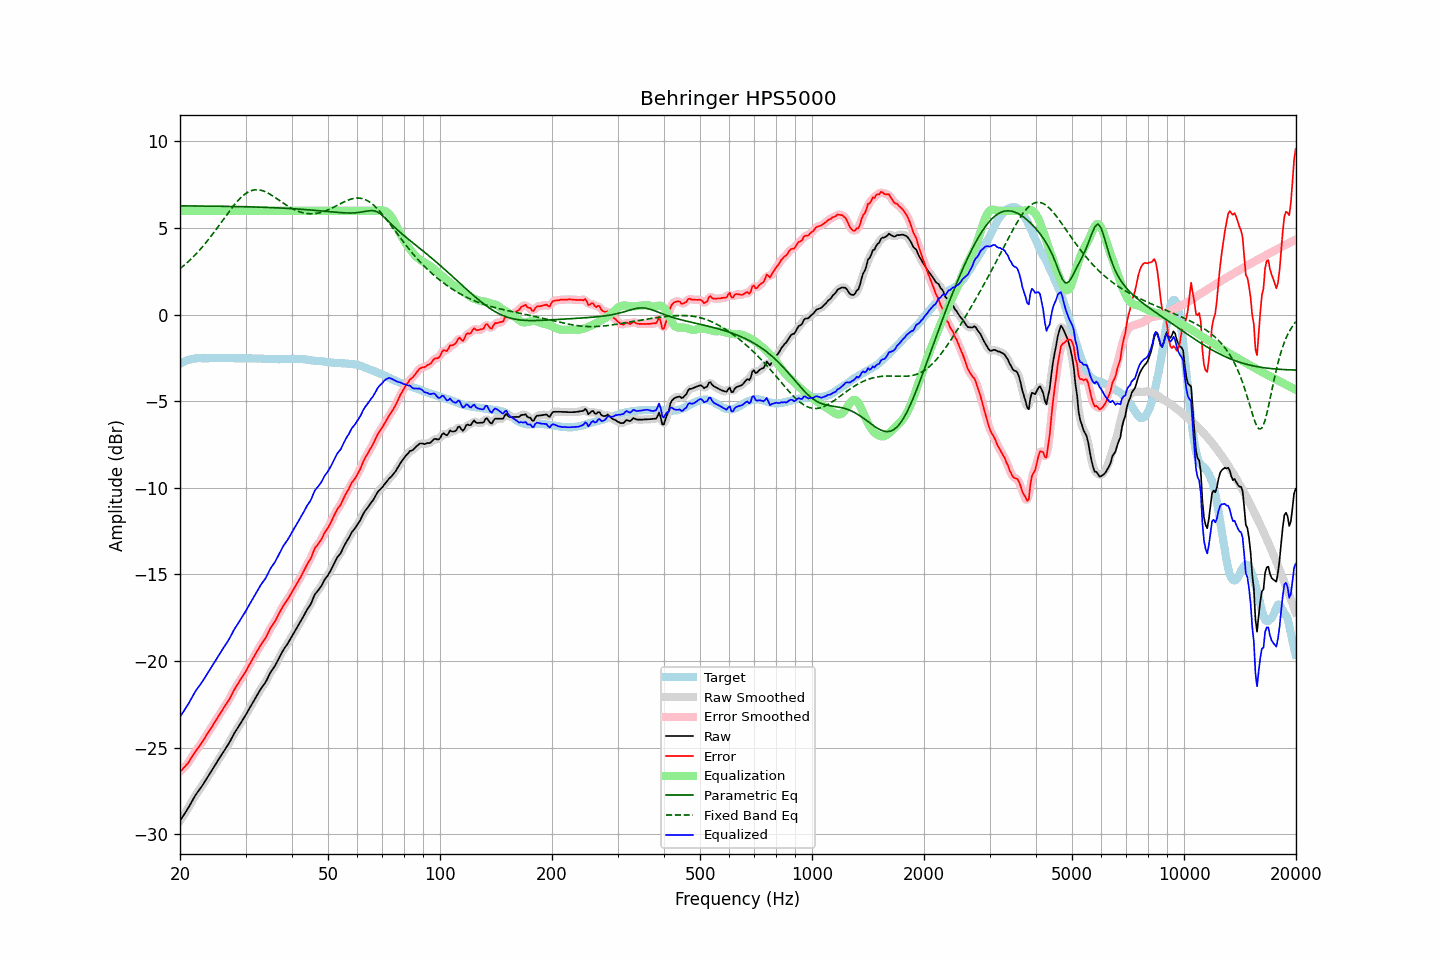 Behringer HPS5000
Amplitude (dBr)
10
5
0
−5
−10
−15
−20
−25
−30
Target
Raw Smoothed
Error Smoothed
Raw
Error
Equalization
Parametric Eq
Fixed Band Eq
Equalized
20 50 100 200 500 1000 2000 5000 10000 20000
Frequency (Hz)